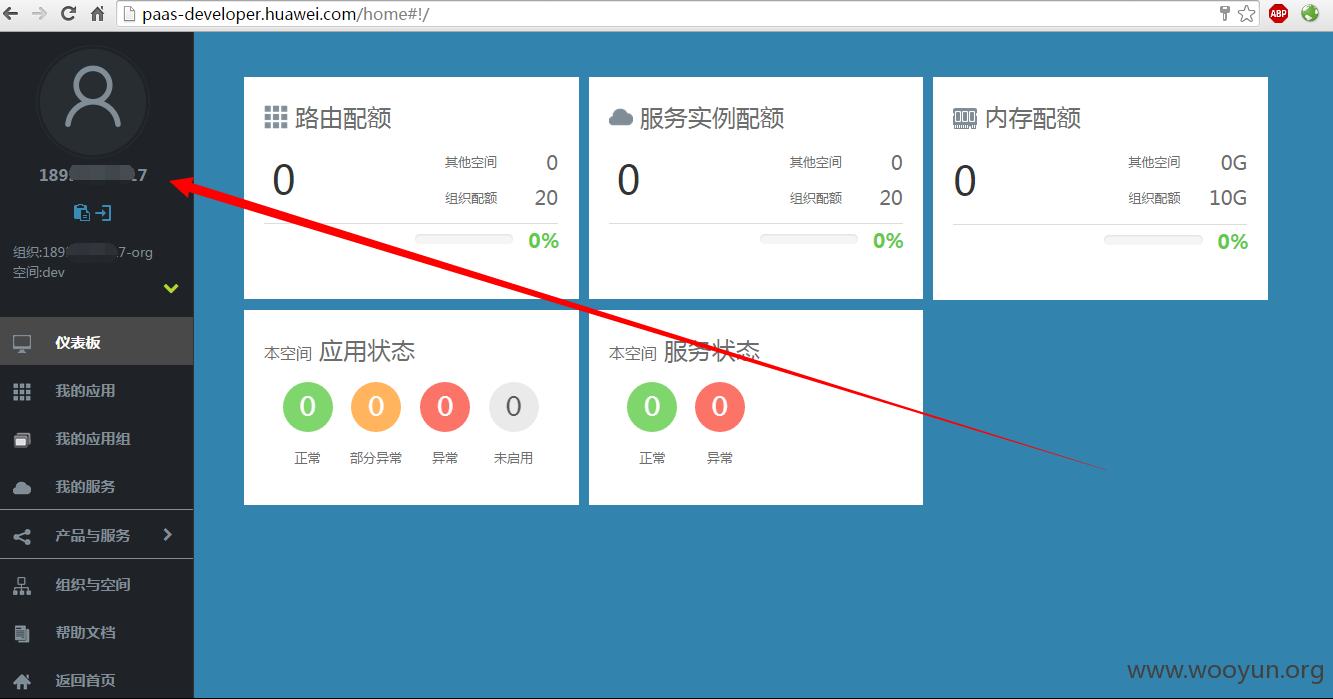 paas-developer.huawei.com/home#!/
ABP
189 17
组织:189 7-org
空间:dev
仪表板
我的应用
我的应用组
我的服务
产品与服务
组织与空间
帮助文档
返回首页
路由配额
0
其他空间 0
组织配额 20
0%
服务实例配额
0
其他空间 0
组织配额 20
0%
内存配额
0
其他空间 0G
组织配额 10G
0%
本空间 应用状态
0 0 0 0
正常 部分异常 异常 未启用
本空间 服务状态
0 0
正常 异常
www.wooyun.org